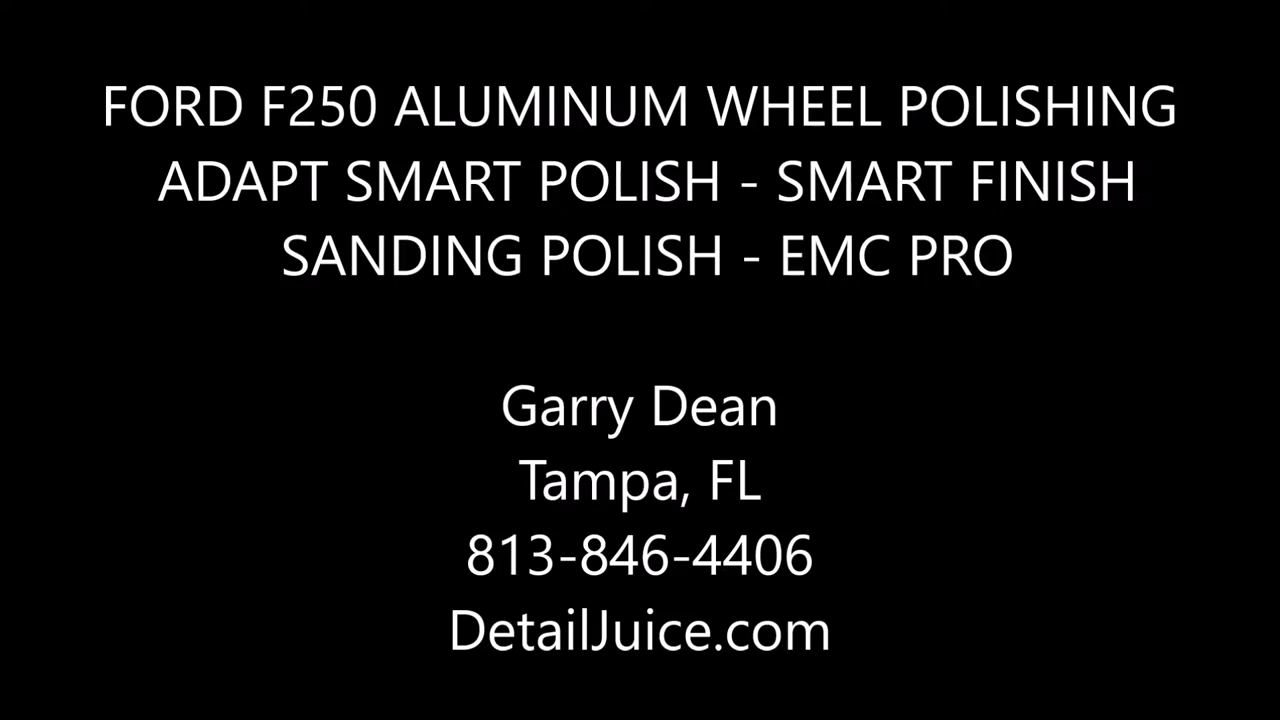 FORD F250 ALUMINUM WHEEL POLISHING
ADAPT SMART POLISH - SMART FINISH
SANDING POLISH - EMC PRO
Garry Dean
Tampa, FL
813-846-4406
DetailJuice.com